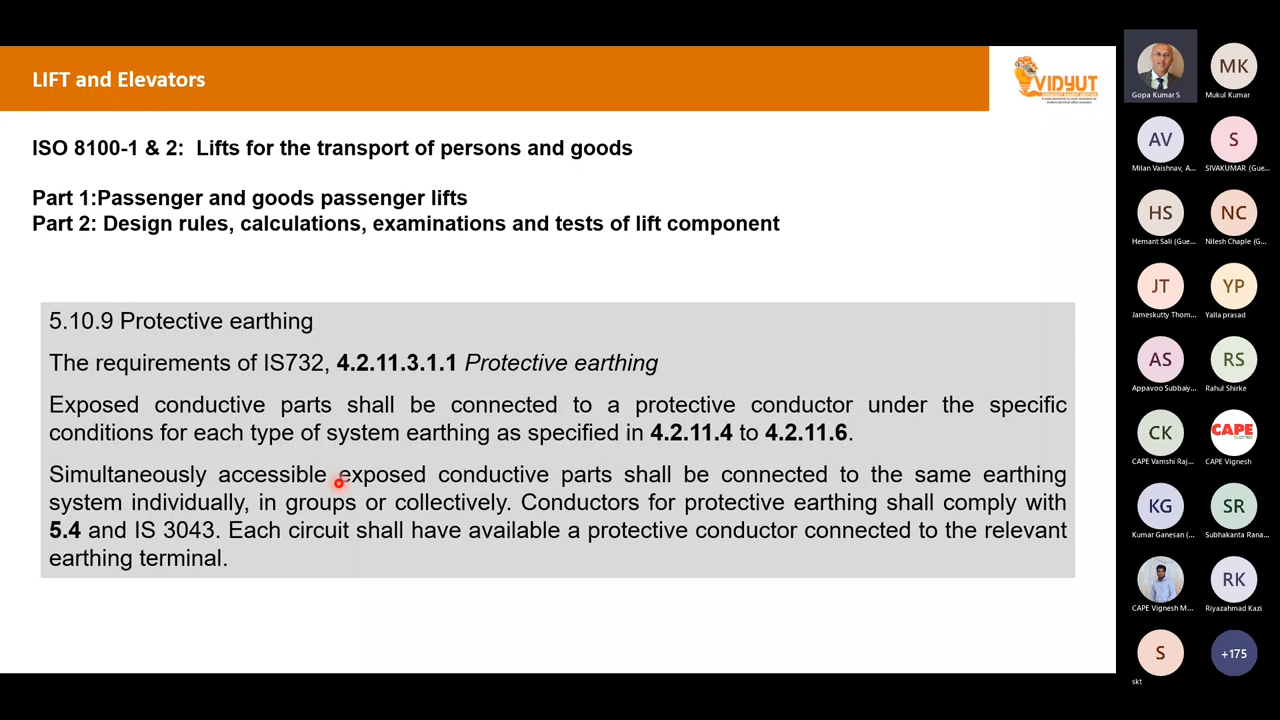 LIFT and Elevators
VIDYUT
ISO 8100-1 & 2: Lifts for the transport of persons and goods
Part 1:Passenger and goods passenger lifts
Part 2: Design rules, calculations, examinations and tests of lift component
5.10.9 Protective earthing
The requirements of IS732, 4.2.11.3.1.1 Protective earthing
Exposed conductive parts shall be connected to a protective conductor under the specific
conditions for each type of system earthing as specified in 4.2.11.4 to 4.2.11.6.
Simultaneously accessible exposed conductive parts shall be connected to the same earthing
system individually, in groups or collectively. Conductors for protective earthing shall comply with
5.4 and IS 3043. Each circuit shall have available a protective conductor connected to the relevant
earthing terminal.
Gopa Kumar S
MK
Mukul Kumar
AV
Milan Vaishnav, A...
S
SIVAKUMAR (Gue...
HS
Hemant Sali (Gue...
NC
Nilesh Chaple (G...
JT
Jameskutty Thom...
YP
Yalla prasad
AS
Appavoo Subbaiy...
RS
Rahul Shirke
CK
CAPE Vamshi Raj...
CAPE
ELECTRIC
CAPE Vignesh
KG
Kumar Ganesan (...
SR
Subhakanta Rana...
CAPE Vignesh M...
RK
Riyazahmad Kazi
S
skt
+175